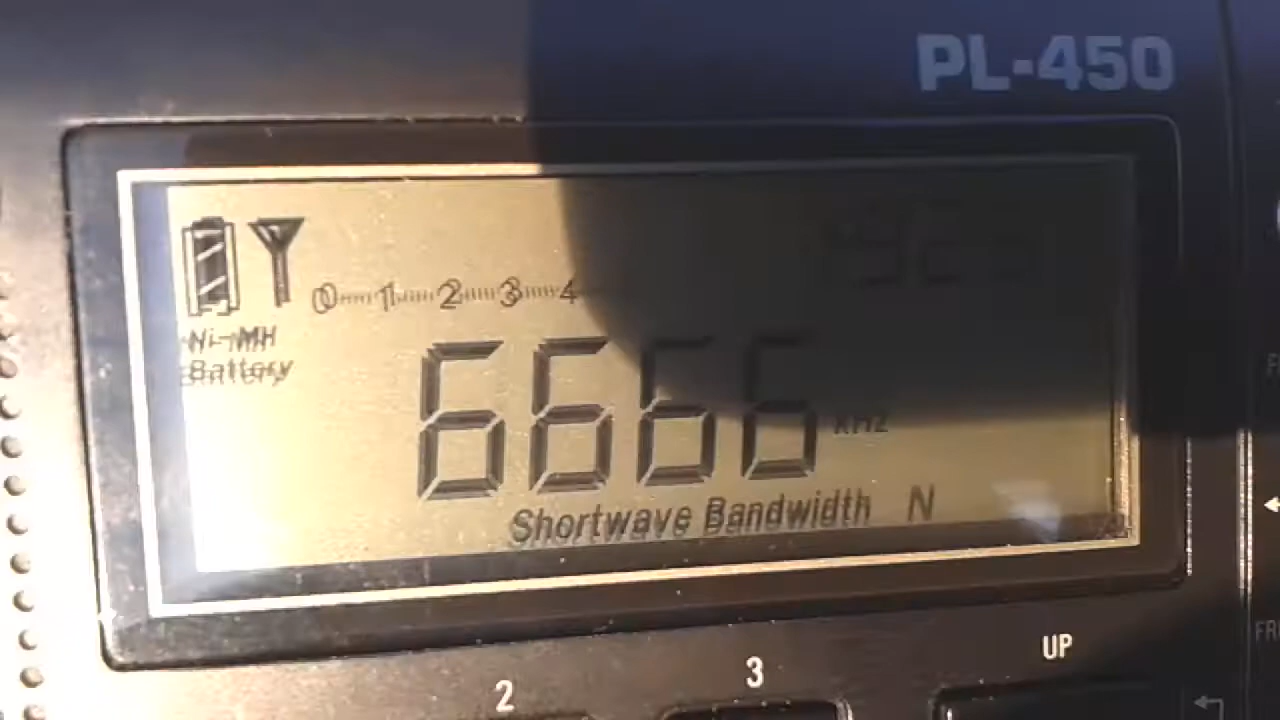 PL-450
0 1 2 3 4
Ni-MH
Battery
6666 kHz
Shortwave Bandwidth N
2 3 UP